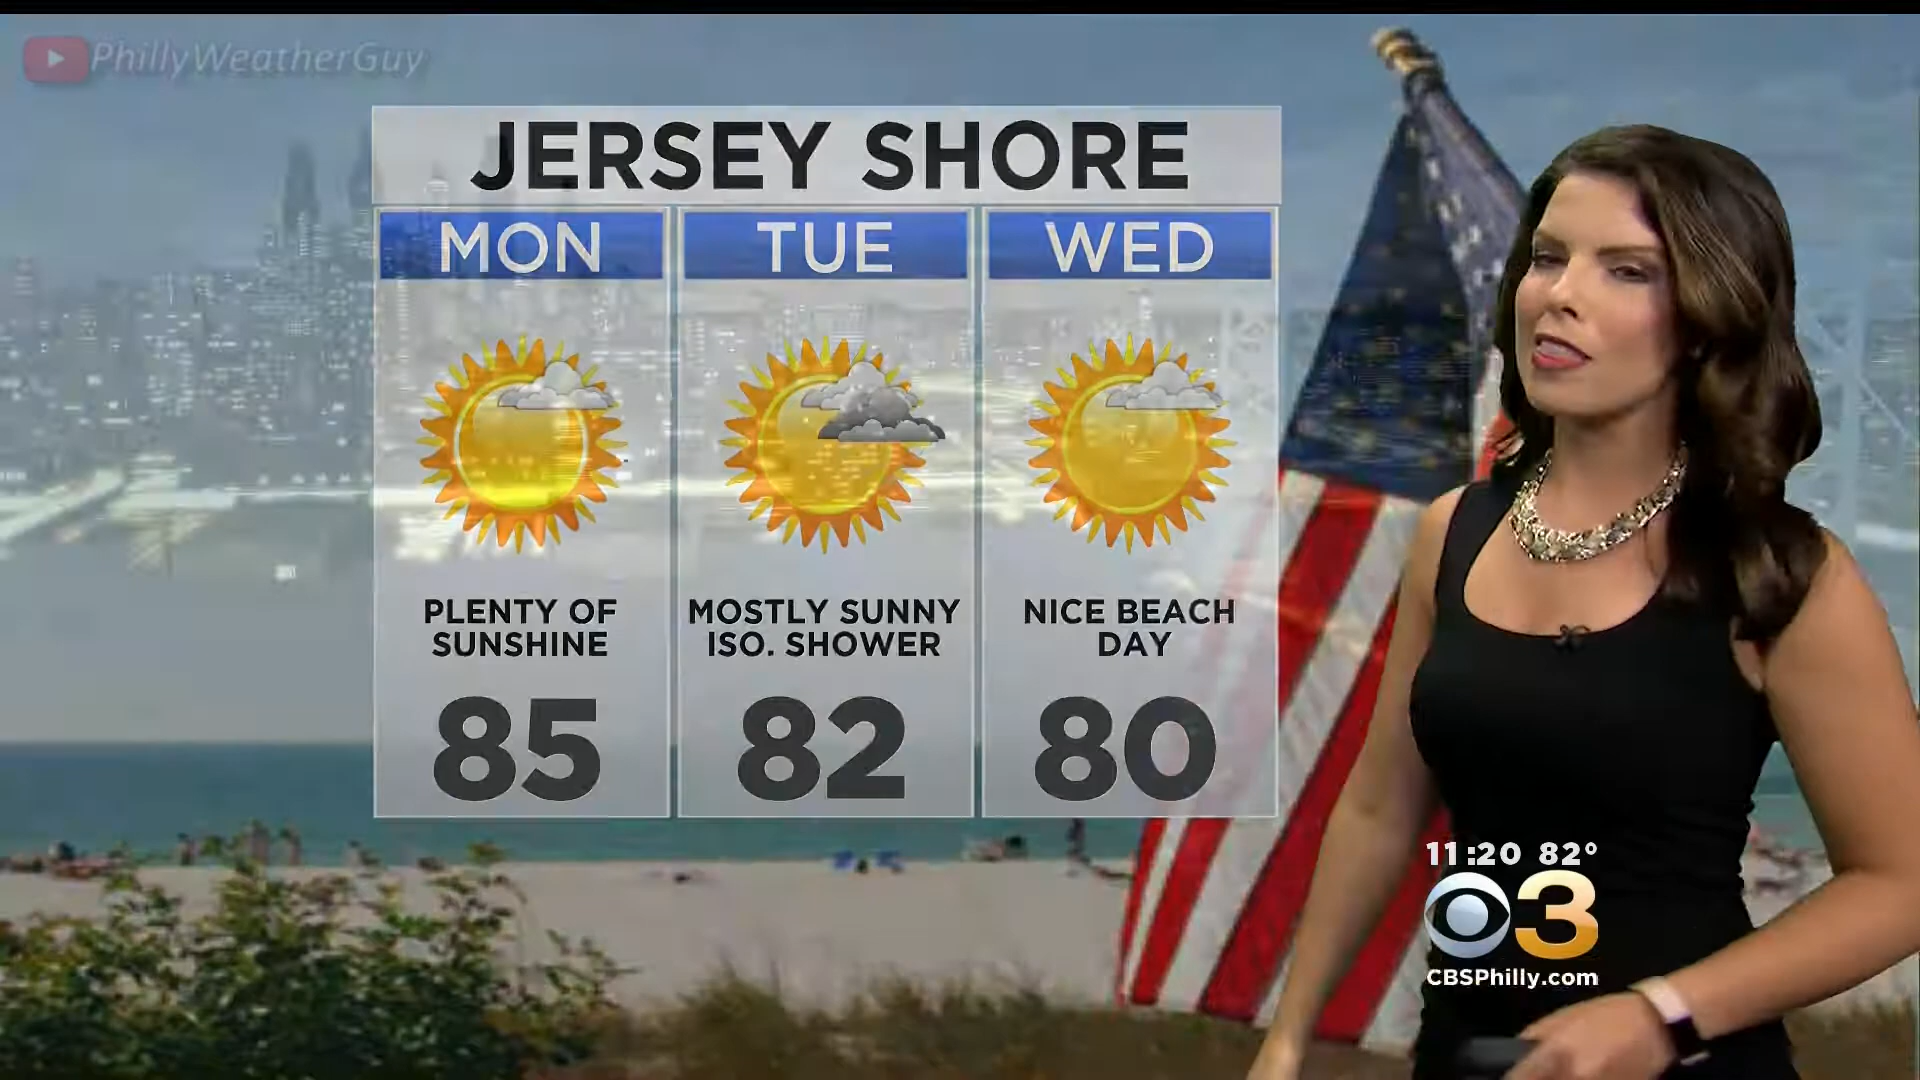 PhillyWeatherGuy
JERSEY SHORE
MON
TUE
WED
PLENTY OF
SUNSHINE
MOSTLY SUNNY
ISO. SHOWER
NICE BEACH
DAY
85
82
80
11:20 82°
3
CBSPhilly.com